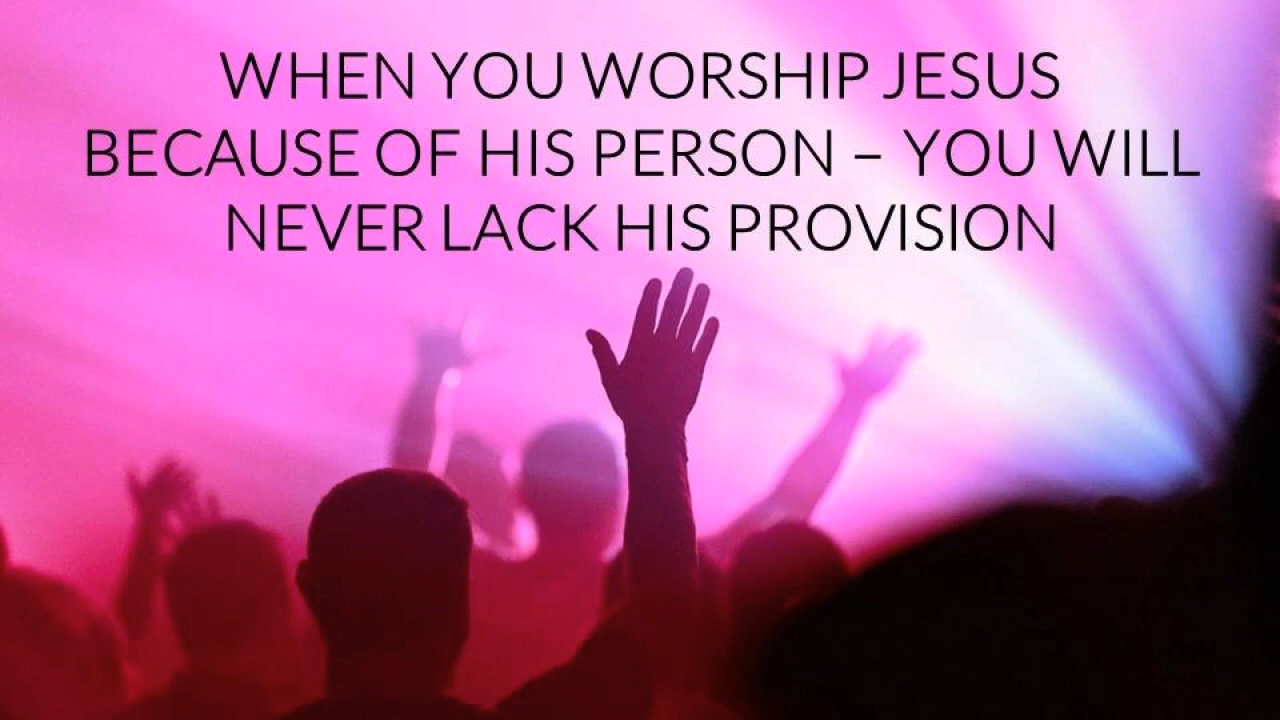 WHEN YOU WORSHIP JESUS
BECAUSE OF HIS PERSON – YOU WILL
NEVER LACK HIS PROVISION